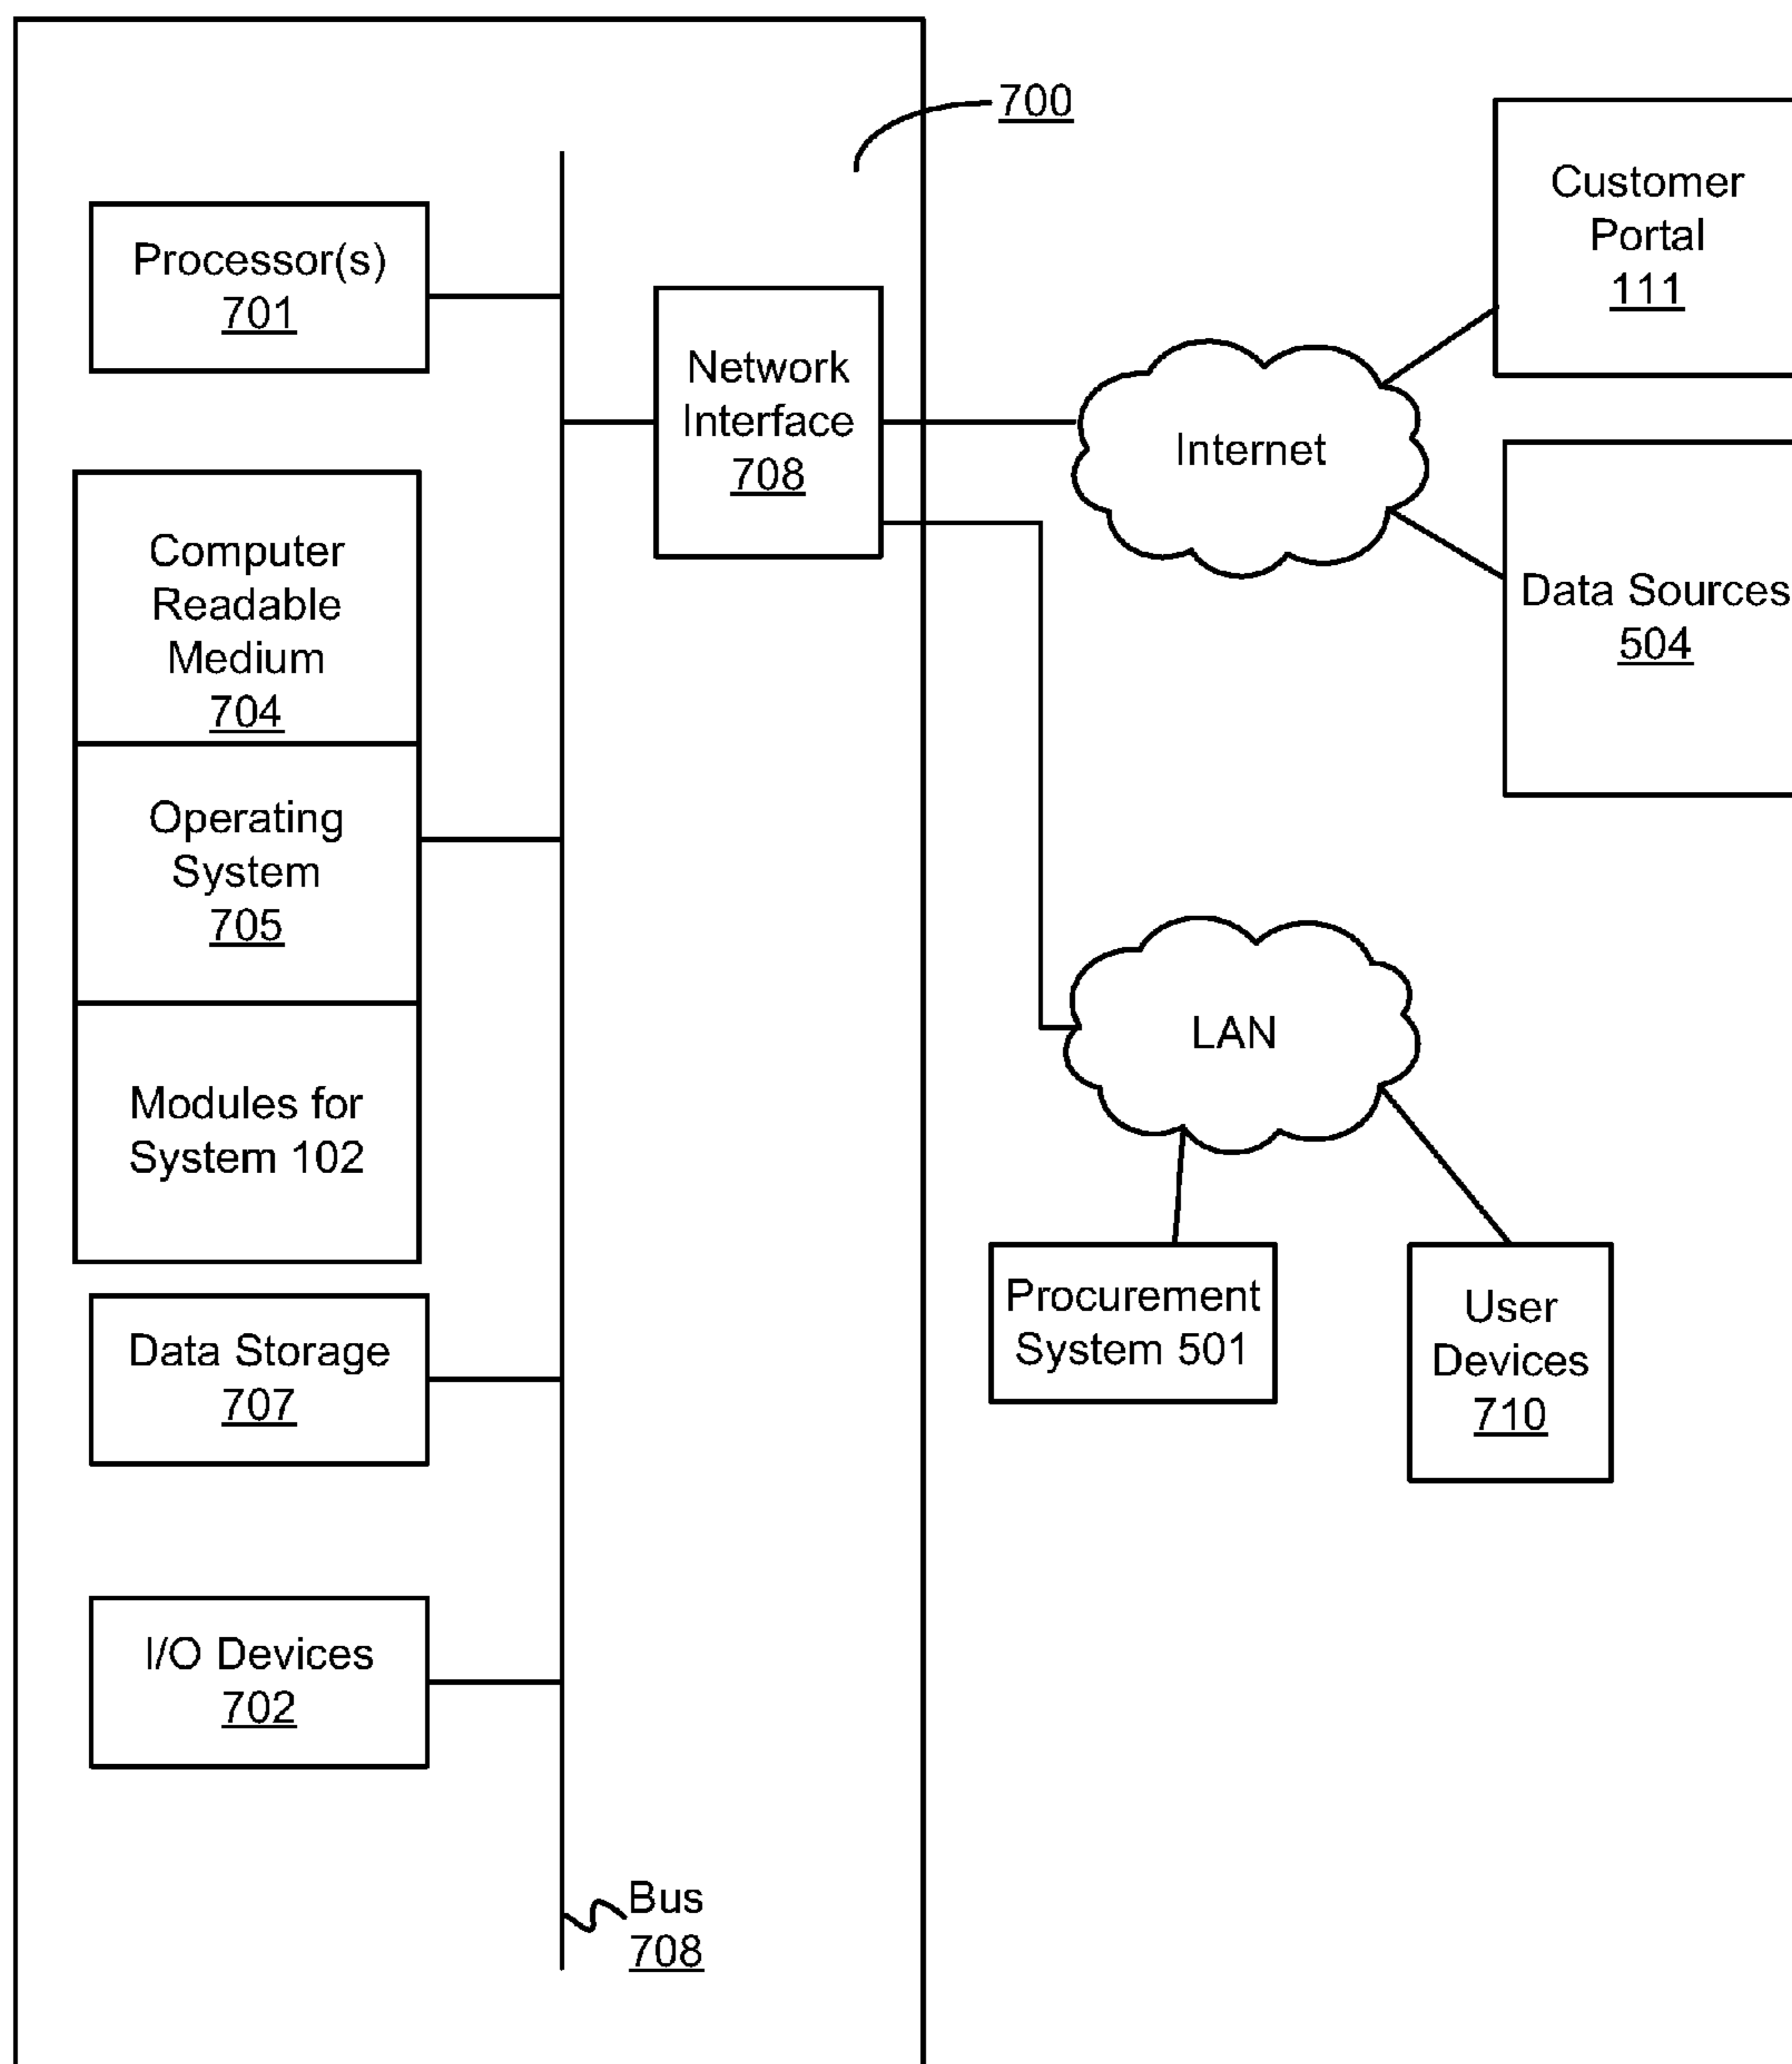 700
Processor(s)
701
Network
Interface
708
Computer
Readable
Medium
704
Operating
System
705
Modules for
System 102
Data Storage
707
I/O Devices
702
Bus
708
Internet
Customer
Portal
111
Data Sources
504
LAN
Procurement
System 501
User
Devices
710